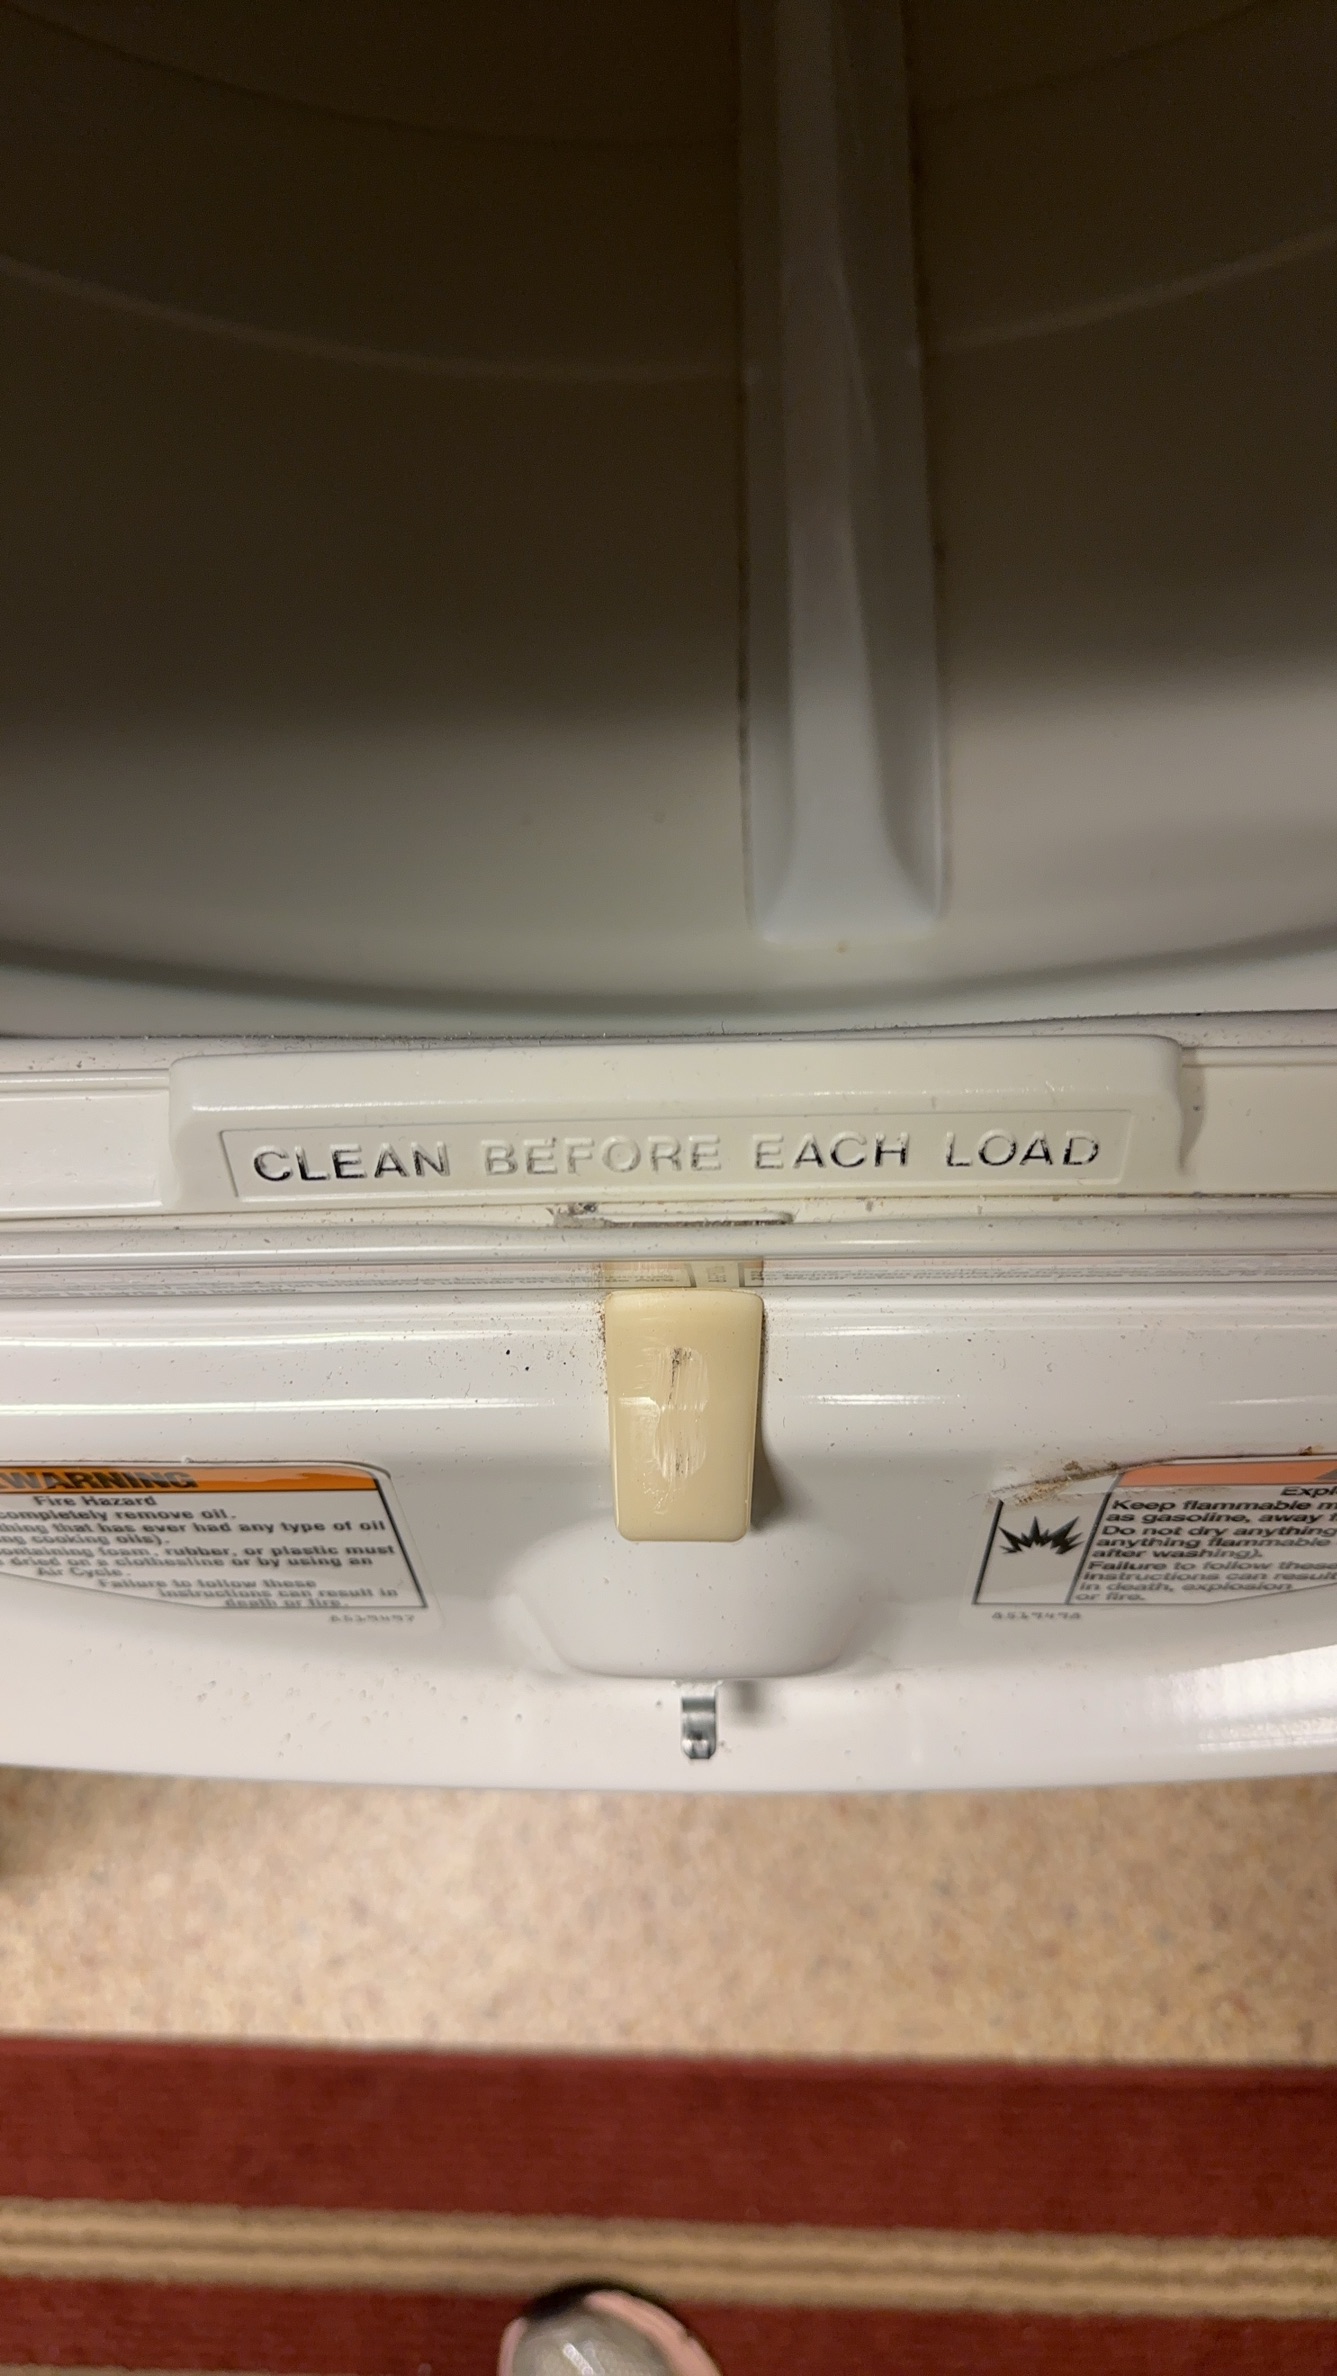 CLEAN BEFORE EACH LOAD
WARNING
Fire Hazard
completely remove oil.
thing that has ever had any type of oil
cooking oils).
containing foam, rubber, or plastic must
dried on a clothesline or by using an
Air Cycle.
Failure to follow these
instructions can result in
death or fire.
Keep flammable
as gasoline, away
Do not dry anything
anything flammable
after washing).
Failure to follow these
instructions can result
in death, explosion
or fire.